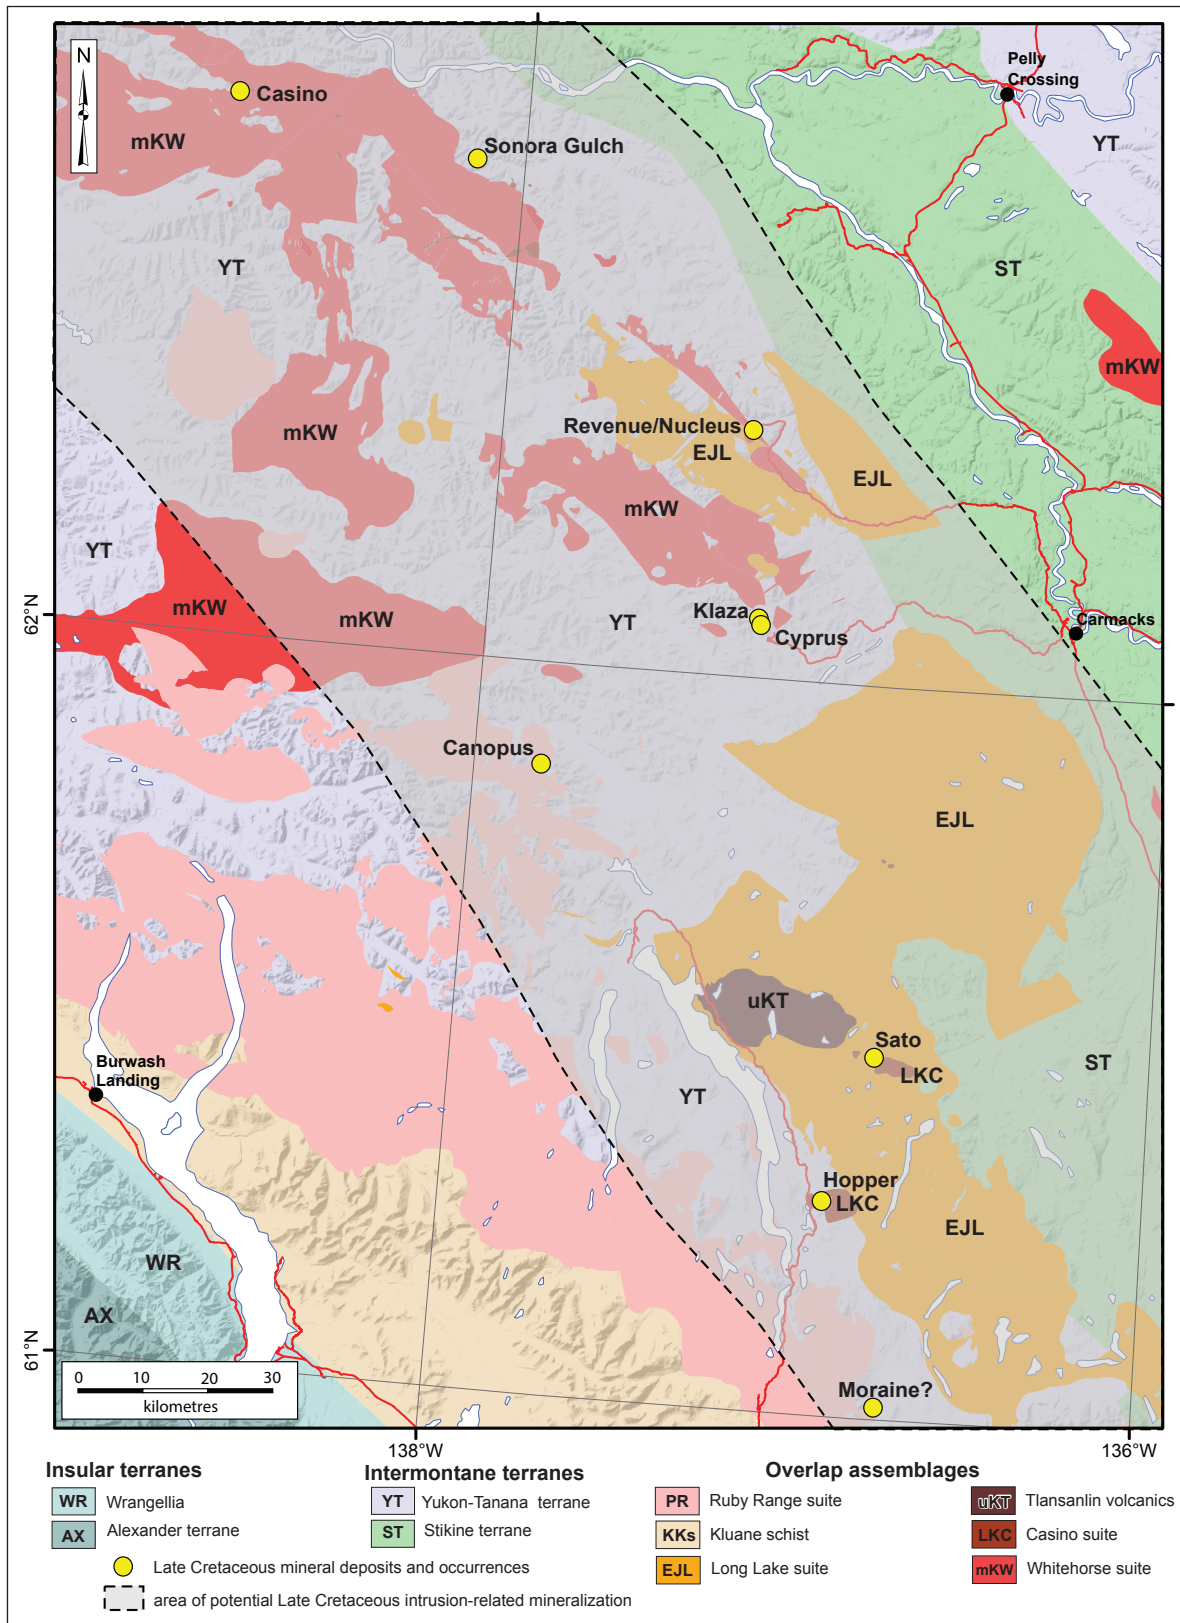 N
Casino
mKW
Sonora Gulch
Pelly
Crossing
YT
YT
ST
mKW
mKW
Revenue/Nucleus
EJL
EJL
mKW
YT
mKW
mKW
62°N
Klaza
YT
Cyprus
Carmacks
Canopus
EJL
uKT
Sato
LKC
ST
Burwash
Landing
YT
Hopper
LKC
EJL
WR
AX
61°N
0 10 20 30
kilometres
Moraine?
138°W
136°W
Insular terranes
WR Wrangellia
AX Alexander terrane
Intermontane terranes
YT Yukon-Tanana terrane
ST Stikine terrane
Overlap assemblages
PR Ruby Range suite
KKs Kluane schist
EJL Long Lake suite
uKT Tlansanlin volcanics
LKC Casino suite
mKW Whitehorse suite
Late Cretaceous mineral deposits and occurrences
area of potential Late Cretaceous intrusion-related mineralization